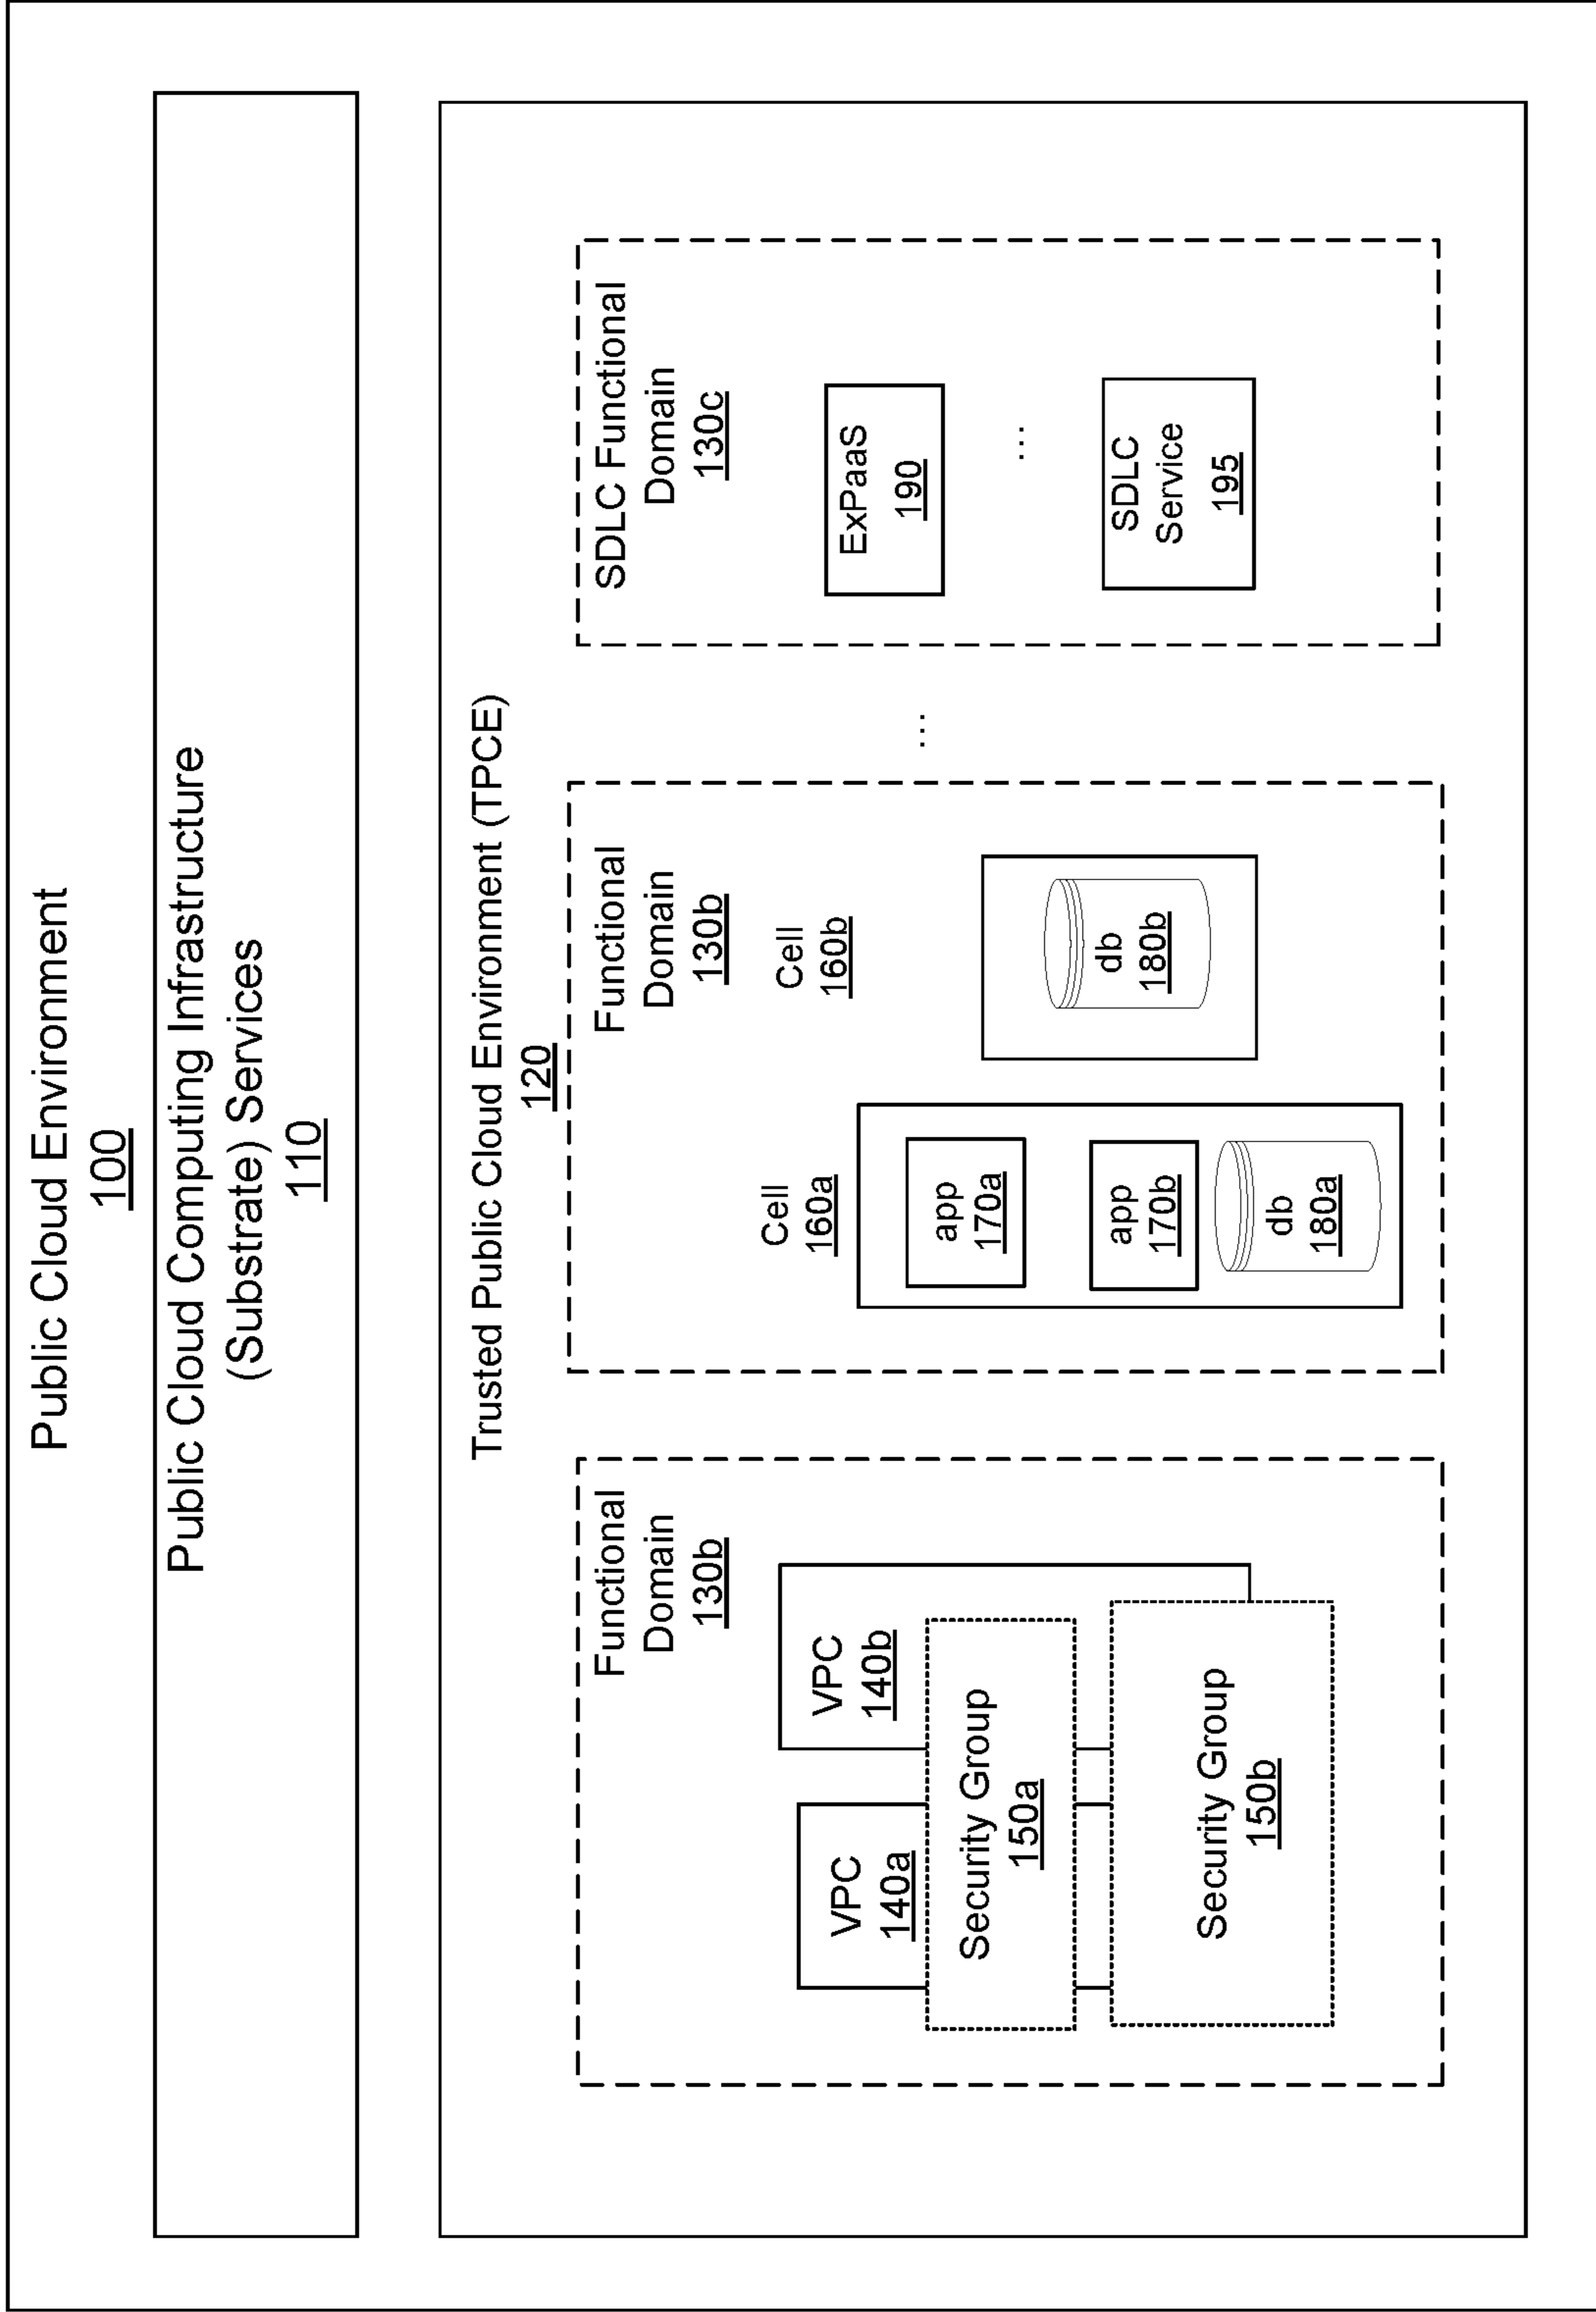 Public Cloud Environment
100
Public Cloud Computing Infrastructure
(Substrate) Services
110
Trusted Public Cloud Environment (TPCE)
120
Functional
Domain
130b
VPC
140a
VPC
140b
Security Group
150a
Security Group
150b
Functional
Domain
130b
Cell
160a
app
170a
app
170b
db
180a
Cell
160b
db
180b
...
SDLC Functional
Domain
130c
ExPaaS
190
...
SDLC
Service
195